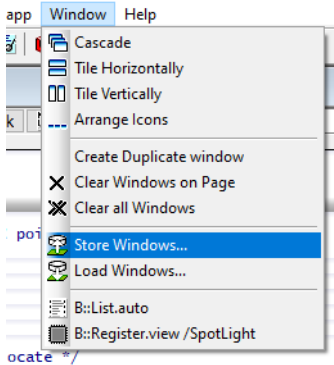 app Window Help
Cascade
Tile Horizontally
Tile Vertically
k
Arrange Icons
Create Duplicate window
Clear Windows on Page
Clear all Windows
poi
Store Windows...
Load Windows...
B::List.auto
B::Register.view /SpotLight
ocate */